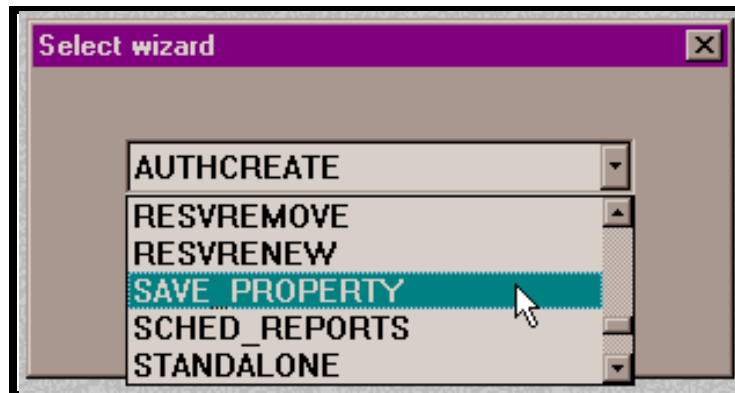 Select wizard
AUTHCREATE
RESVREMOVE
RESVRENEW
SAVE_PROPERTY
SCHED_REPORTS
STANDALONE